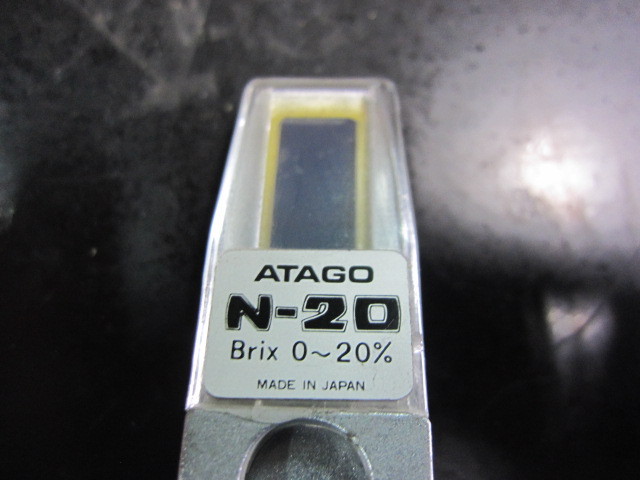 ATAGO
N-20
Brix 0~20%
MADE IN JAPAN